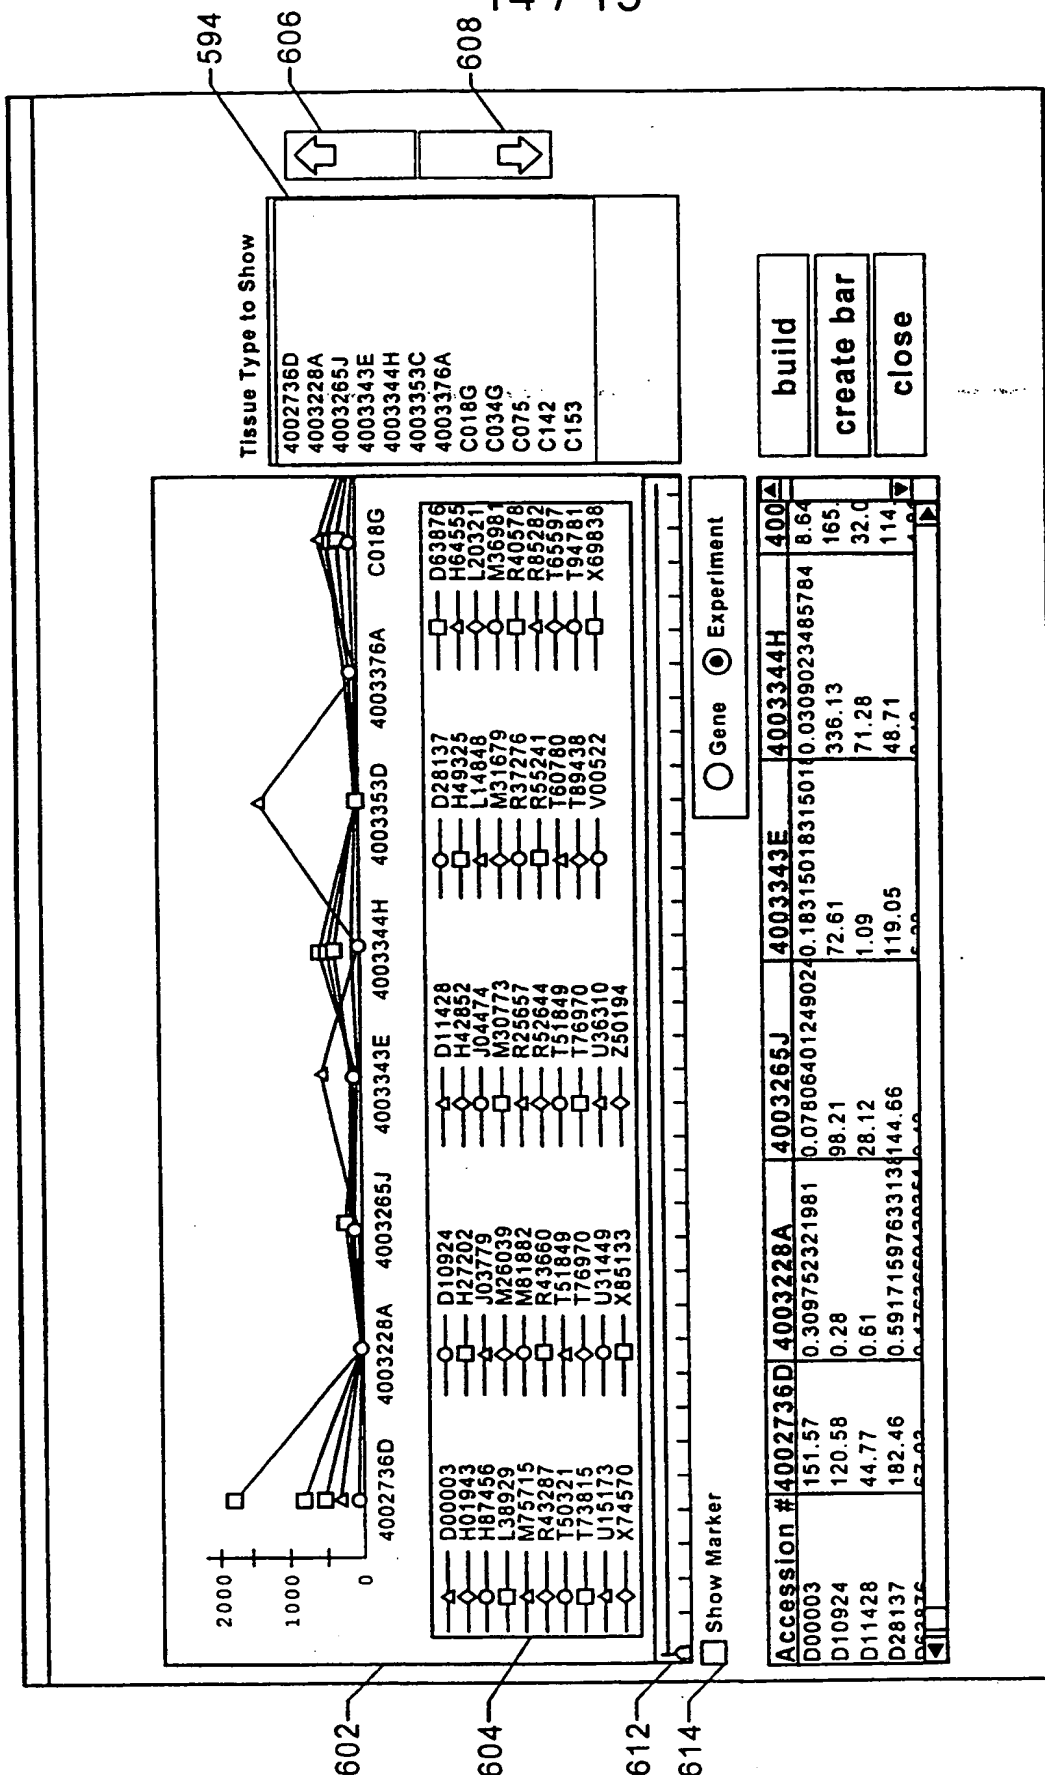 14 / 15
594
606
608
602
604
612
614
Tissue Type to Show
4002736D
4003228A
4003265J
4003343E
4003344H
4003353C
4003376A
C018G
C034G
C075.
C142
C153
2000
1000
0
4002736D 4003228A 4003265J 4003343E 4003344H 4003353D 4003376A C018G
D00003 D10924 D11428 D28137 D63876
H01943 H27202 H42852 H49325 H64555
H87456 J03779 J04474 L14848 L20321
L38929 M26039 M30773 M31679 M36981
M75715 M81882 R25657 R37276 R40578
R43287 R43660 R52644 R55241 R85282
T50321 T51849 T51849 T60780 T65597
T73815 T76970 T76970 T89438 T94781
U15173 U31449 U36310 V00522 X69838
X74570 X85133 Z50194
Show Marker
Gene Experiment
build
create bar
close
Accession # 4002736D 4003228A 4003265J 4003343E 4003344H 400
D00003 151.57 0.309752321981 0.07806401249024 0.18315018315018315018 0.0309023485784 8.64
D10924 120.58 0.28 98.21 72.61 336.13 165.
D11428 44.77 0.61 28.12 1.09 71.28 32.0
D28137 182.46 0.59171597633138 144.66 119.05 48.71 114.